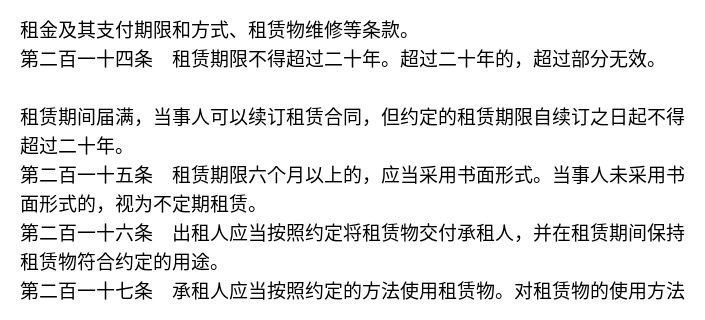 租金及其支付期限和方式、租赁物维修等条款。
第二百一十四条　租赁期限不得超过二十年。超过二十年的，超过部分无效。
租赁期间届满，当事人可以续订租赁合同，但约定的租赁期限自续订之日起不得
超过二十年。
第二百一十五条　租赁期限六个月以上的，应当采用书面形式。当事人未采用书
面形式的，视为不定期租赁。
第二百一十六条　出租人应当按照约定将租赁物交付承租人，并在租赁期间保持
租赁物符合约定的用途。
第二百一十七条　承租人应当按照约定的方法使用租赁物。对租赁物的使用方法